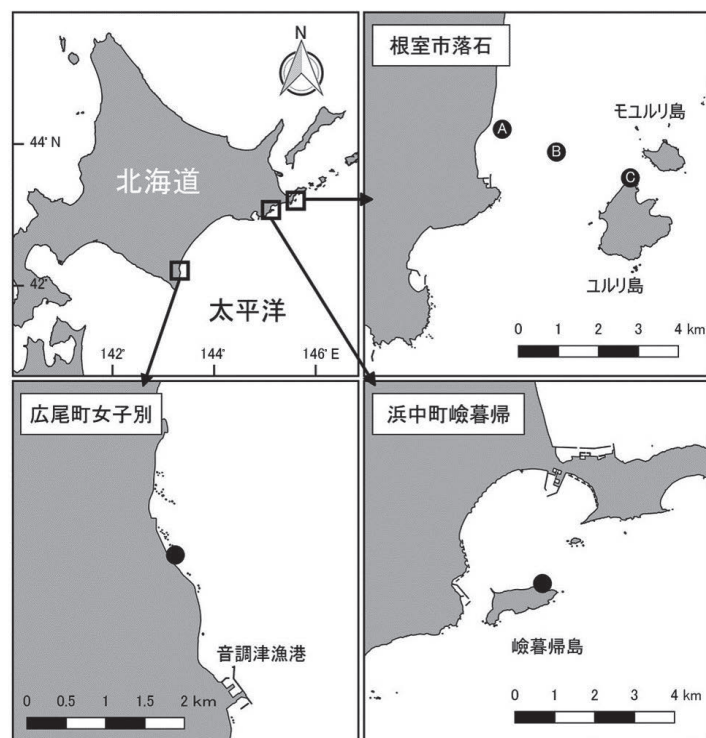 N
44° N
北海道
42°
太平洋
142°
144°
146° E
根室市落石
A
B
C
モユルリ島
ユルリ島
0 1 2 3 4 km
広尾町女子別
音調津漁港
0 0.5 1 1.5 2 km
浜中町嶮暮帰
嶮暮帰島
0 1 2 3 4 km